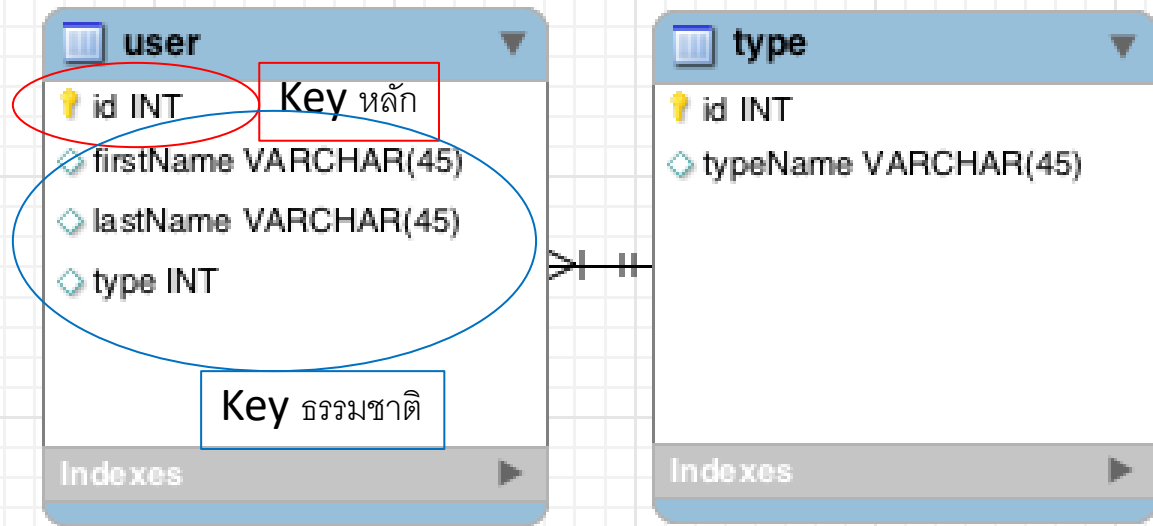 user
id INT
Key หลัก
firstName VARCHAR(45)
lastName VARCHAR(45)
type INT
Key ธรรมชาติ
Indexes
type
id INT
typeName VARCHAR(45)
Indexes